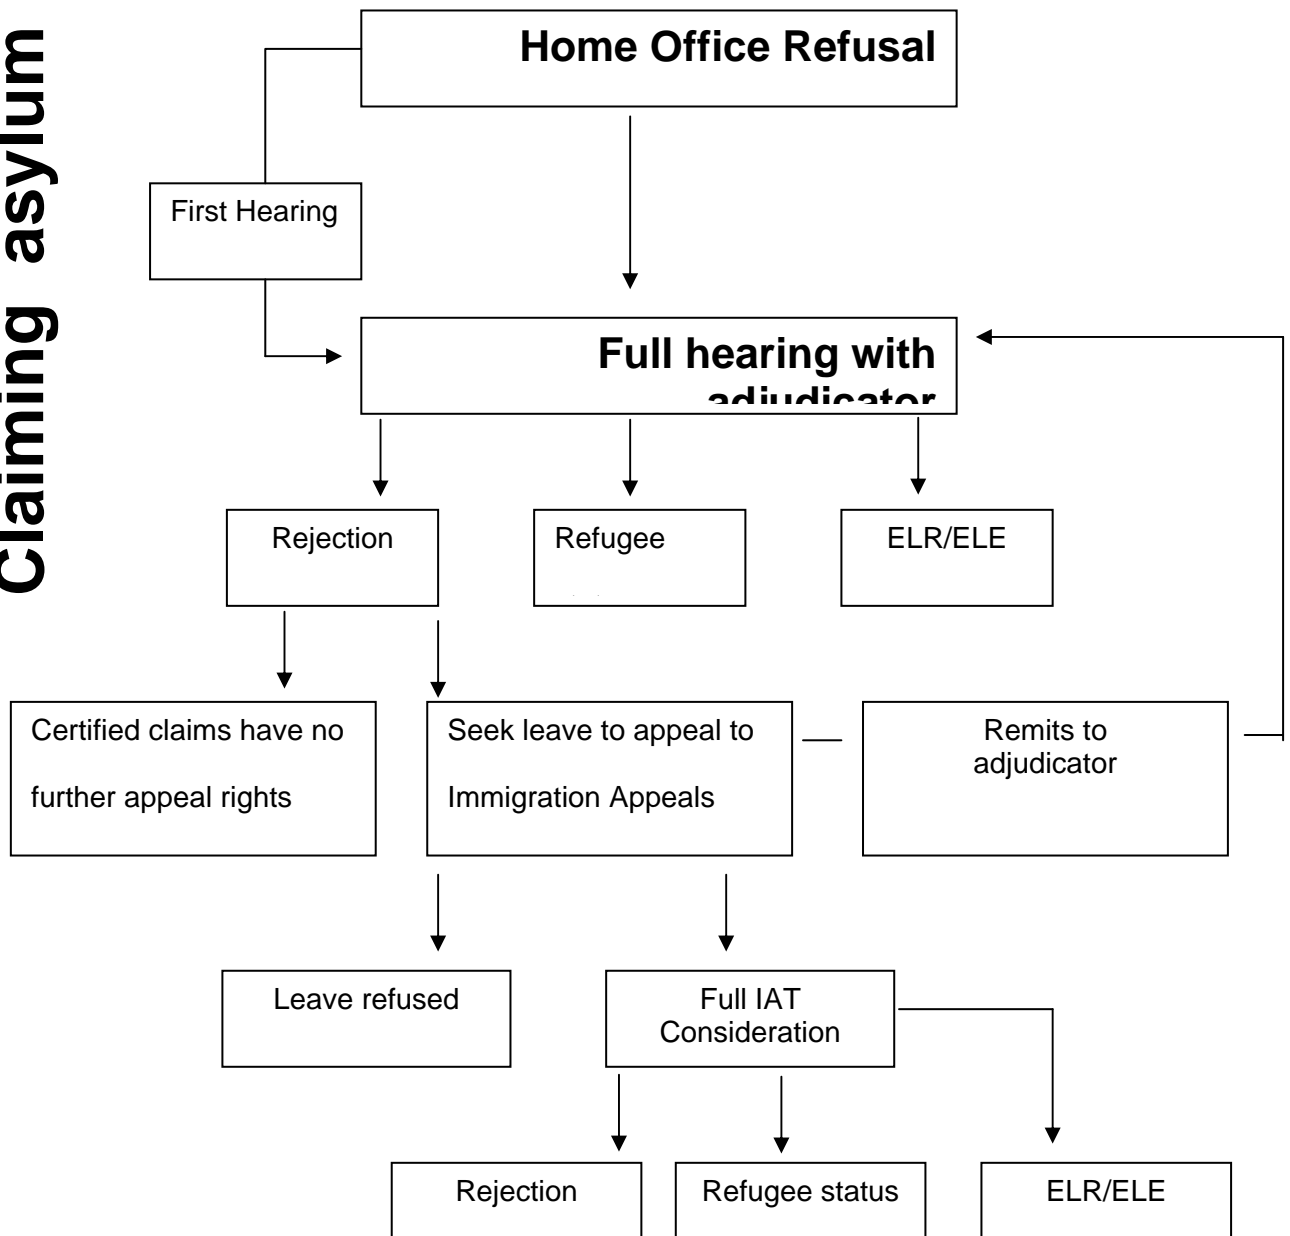 Claiming asylum
Home Office Refusal
First Hearing
Full hearing with
adjudicator
Rejection
Refugee
ELR/ELE
Certified claims have no
further appeal rights
Seek leave to appeal to
Immigration Appeals
Remits to
adjudicator
Leave refused
Full IAT
Consideration
Rejection
Refugee status
ELR/ELE